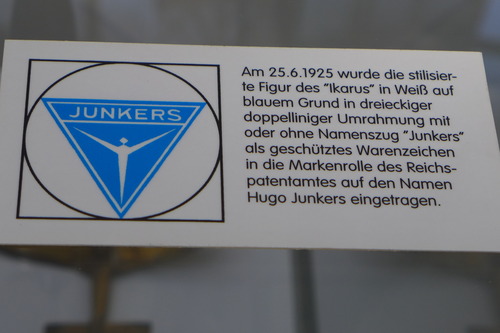 JUNKERS
Am 25.6.1925 wurde die stilisier-
te Figur des "Ikarus" in Weiß auf
blauem Grund in dreieckiger
doppelliniger Umrahmung mit
oder ohne Namenszug "Junkers"
als geschütztes Warenzeichen
in die Markenrolle des Reichs-
patentamtes auf den Namen
Hugo Junkers eingetragen.